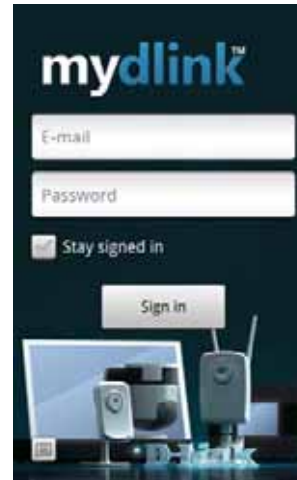 mydlink™
E-mail
Password
Stay signed in
Sign in
D-Link